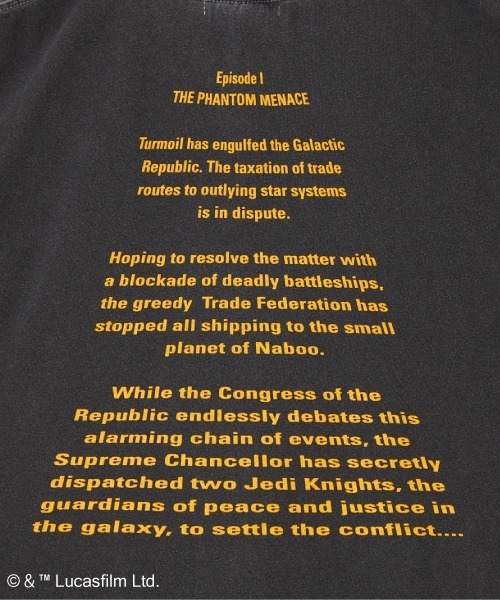 Episode I
THE PHANTOM MENACE
Turmoil has engulfed the Galactic
Republic. The taxation of trade
routes to outlying star systems
is in dispute.
Hoping to resolve the matter with
a blockade of deadly battleships,
the greedy Trade Federation has
stopped all shipping to the small
planet of Naboo.
While the Congress of the
Republic endlessly debates this
alarming chain of events, the
Supreme Chancellor has secretly
dispatched two Jedi Knights, the
guardians of peace and justice in
the galaxy, to settle the conflict....
© & ™ Lucasfilm Ltd.